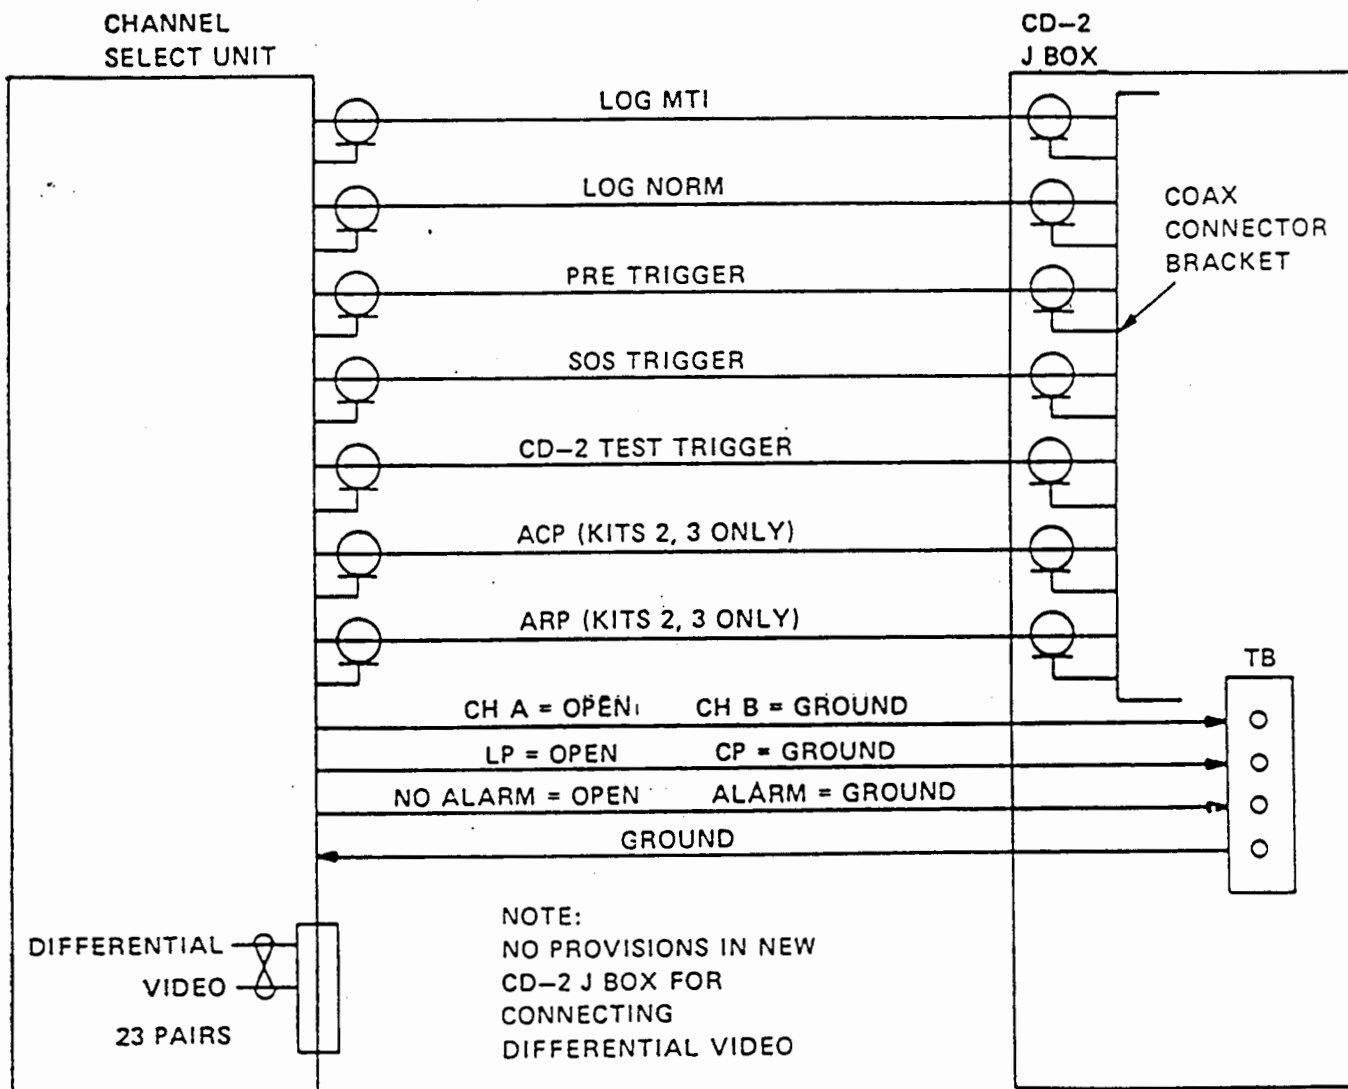 CHANNEL
SELECT UNIT
CD-2
J BOX
LOG MTI
LOG NORM
COAX
CONNECTOR
BRACKET
PRE TRIGGER
SOS TRIGGER
CD-2 TEST TRIGGER
ACP (KITS 2, 3 ONLY)
ARP (KITS 2, 3 ONLY)
TB
CH A = OPEN CH B = GROUND
LP = OPEN CP = GROUND
NO ALARM = OPEN ALARM = GROUND
GROUND
DIFFERENTIAL
VIDEO
23 PAIRS
NOTE:
NO PROVISIONS IN NEW
CD-2 J BOX FOR
CONNECTING
DIFFERENTIAL VIDEO